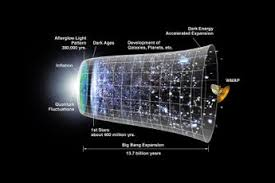 Dark Energy
Accelerated Expansion
Afterglow Light
Pattern
380,000 yrs.
Dark Ages
Development of
Galaxies, Planets, etc.
Inflation
WMAP
Quantum
Fluctuations
1st Stars
about 400 million yrs.
Big Bang Expansion
13.7 billion years